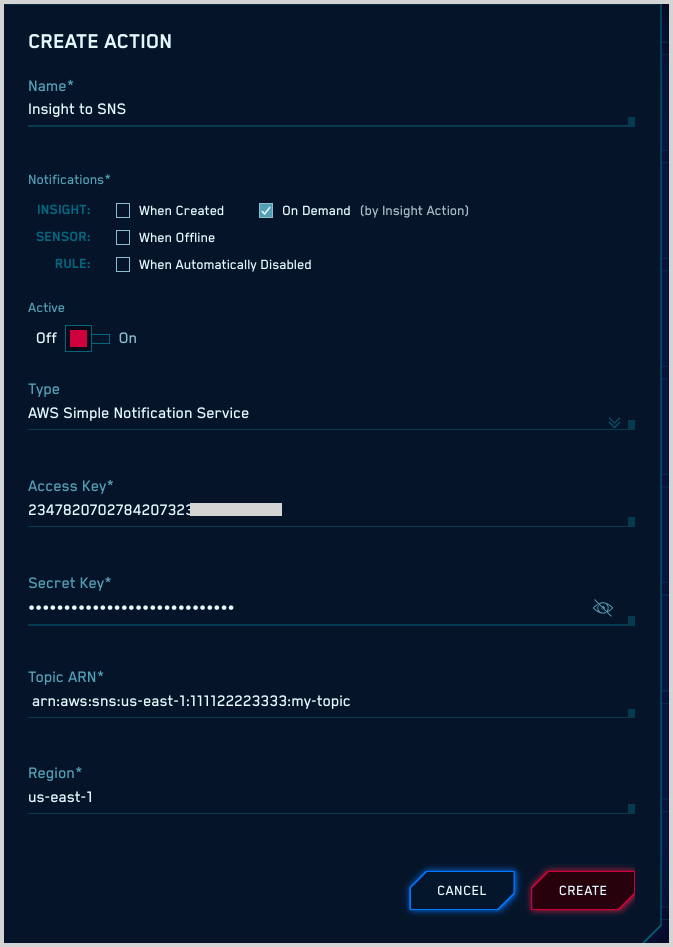 CREATE ACTION
Name*
Insight to SNS
Notifications*
INSIGHT: When Created On Demand (by Insight Action)
SENSOR: When Offline
RULE: When Automatically Disabled
Active
Off On
Type
AWS Simple Notification Service
Access Key*
2347820702784207323
Secret Key*
•••••••••••••••••••••••••••••
Topic ARN*
arn:aws:sns:us-east-1:111122223333:my-topic
Region*
us-east-1
CANCEL CREATE